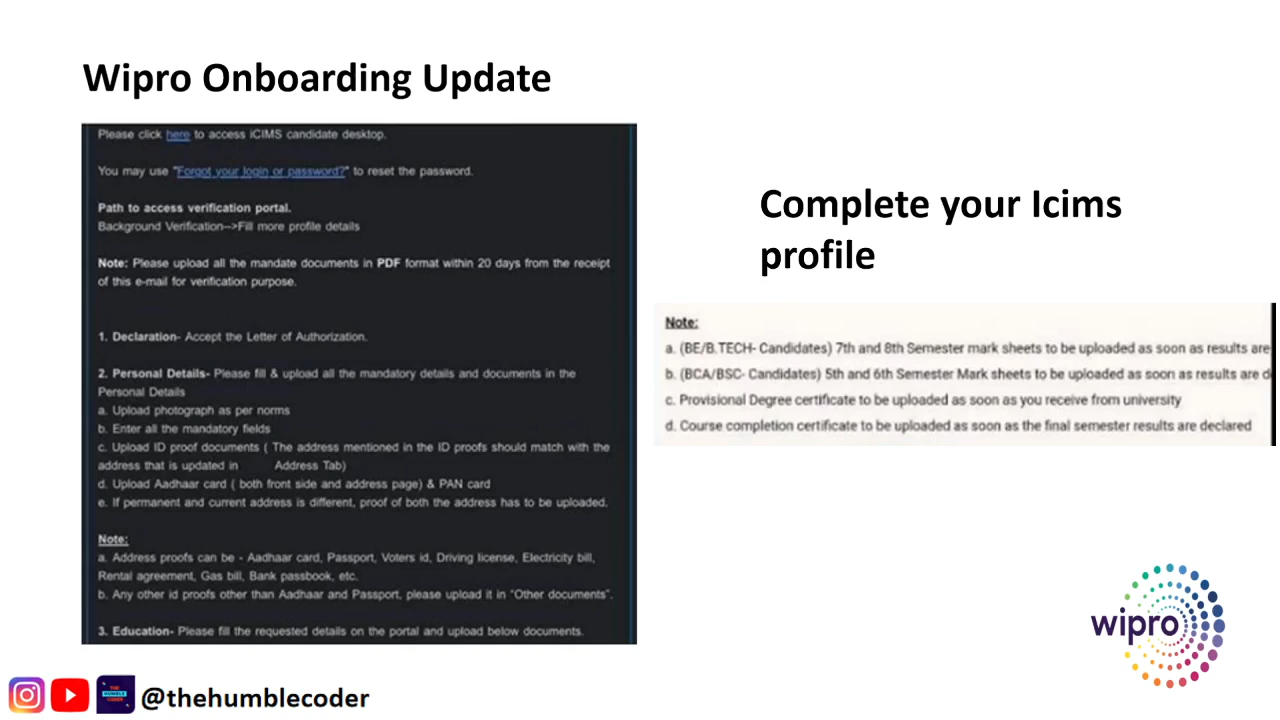 Wipro Onboarding Update
Please click here to access iCIMS candidate desktop.
You may use "Forgot your login or password?" to reset the password.
Path to access verification portal.
Background Verification-->Fill more profile details
Note: Please upload all the mandate documents in PDF format within 20 days from the receipt
of this e-mail for verification purpose.
1. Declaration- Accept the Letter of Authorization.
2. Personal Details- Please fill & upload all the mandatory details and documents in the
Personal Details
a. Upload photograph as per norms
b. Enter all the mandatory fields
c. Upload ID proof documents ( The address mentioned in the ID proofs should match with the
address that is updated in Address Tab)
d. Upload Aadhaar card ( both front side and address page) & PAN card
e. If permanent and current address is different, proof of both the address has to be uploaded.
Note:
a. Address proofs can be - Aadhaar card, Passport, Voters id, Driving license, Electricity bill,
Rental agreement, Gas bill, Bank passbook, etc.
b. Any other id proofs other than Aadhaar and Passport, please upload it in "Other documents".
3. Education- Please fill the requested details on the portal and upload below documents.
Complete your Icims
profile
Note:
a. (BE/B.TECH- Candidates) 7th and 8th Semester mark sheets to be uploaded as soon as results are
b. (BCA/BSC- Candidates) 5th and 6th Semester Mark sheets to be uploaded as soon as results are d
c. Provisional Degree certificate to be uploaded as soon as you receive from university
d. Course completion certificate to be uploaded as soon as the final semester results are declared
wipro
THE
HUMBLE
CODER
@thehumblecoder